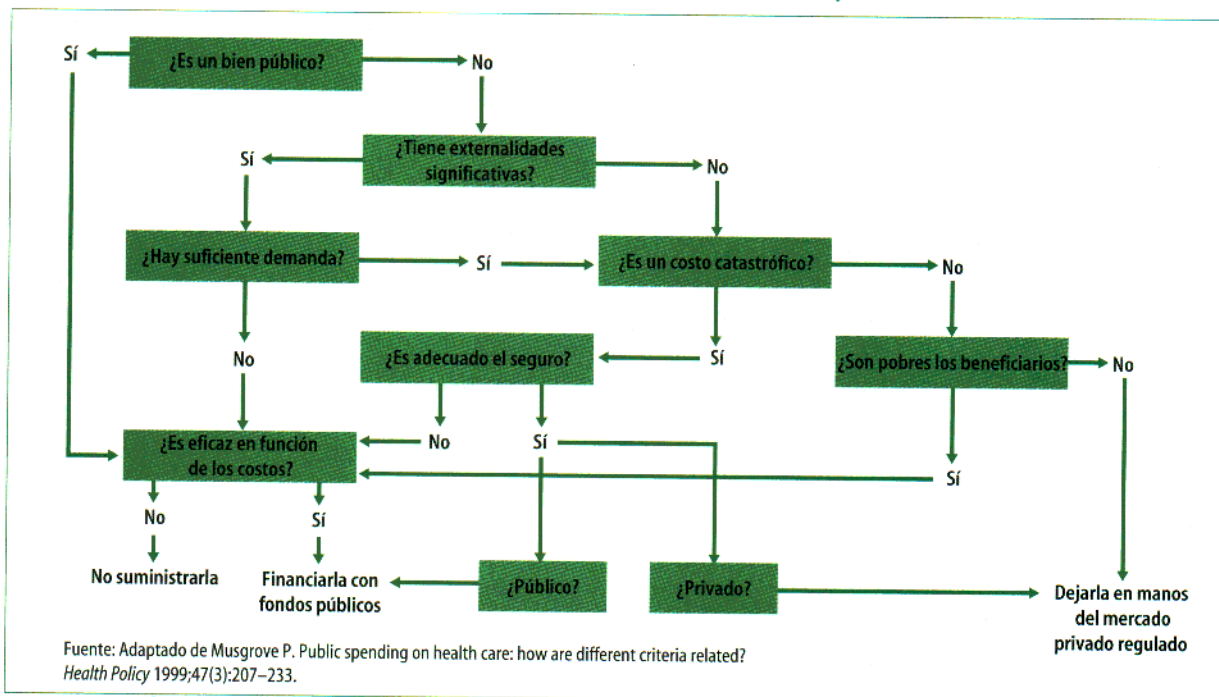 ¿Es un bien público?
Sí
No
¿Tiene externalidades
significativas?
Sí
No
¿Hay suficiente demanda?
Sí
¿Es un costo catastrófico?
No
No
¿Es adecuado el seguro?
Sí
¿Son pobres los beneficiarios?
No
¿Es eficaz en función
de los costos?
No
Sí
Sí
No
Sí
No suministrarla
Financiarla con
fondos públicos
¿Público?
¿Privado?
Dejarla en manos
del mercado
privado regulado
Fuente: Adaptado de Musgrove P. Public spending on health care: how are different criteria related?
Health Policy 1999;47(3):207–233.